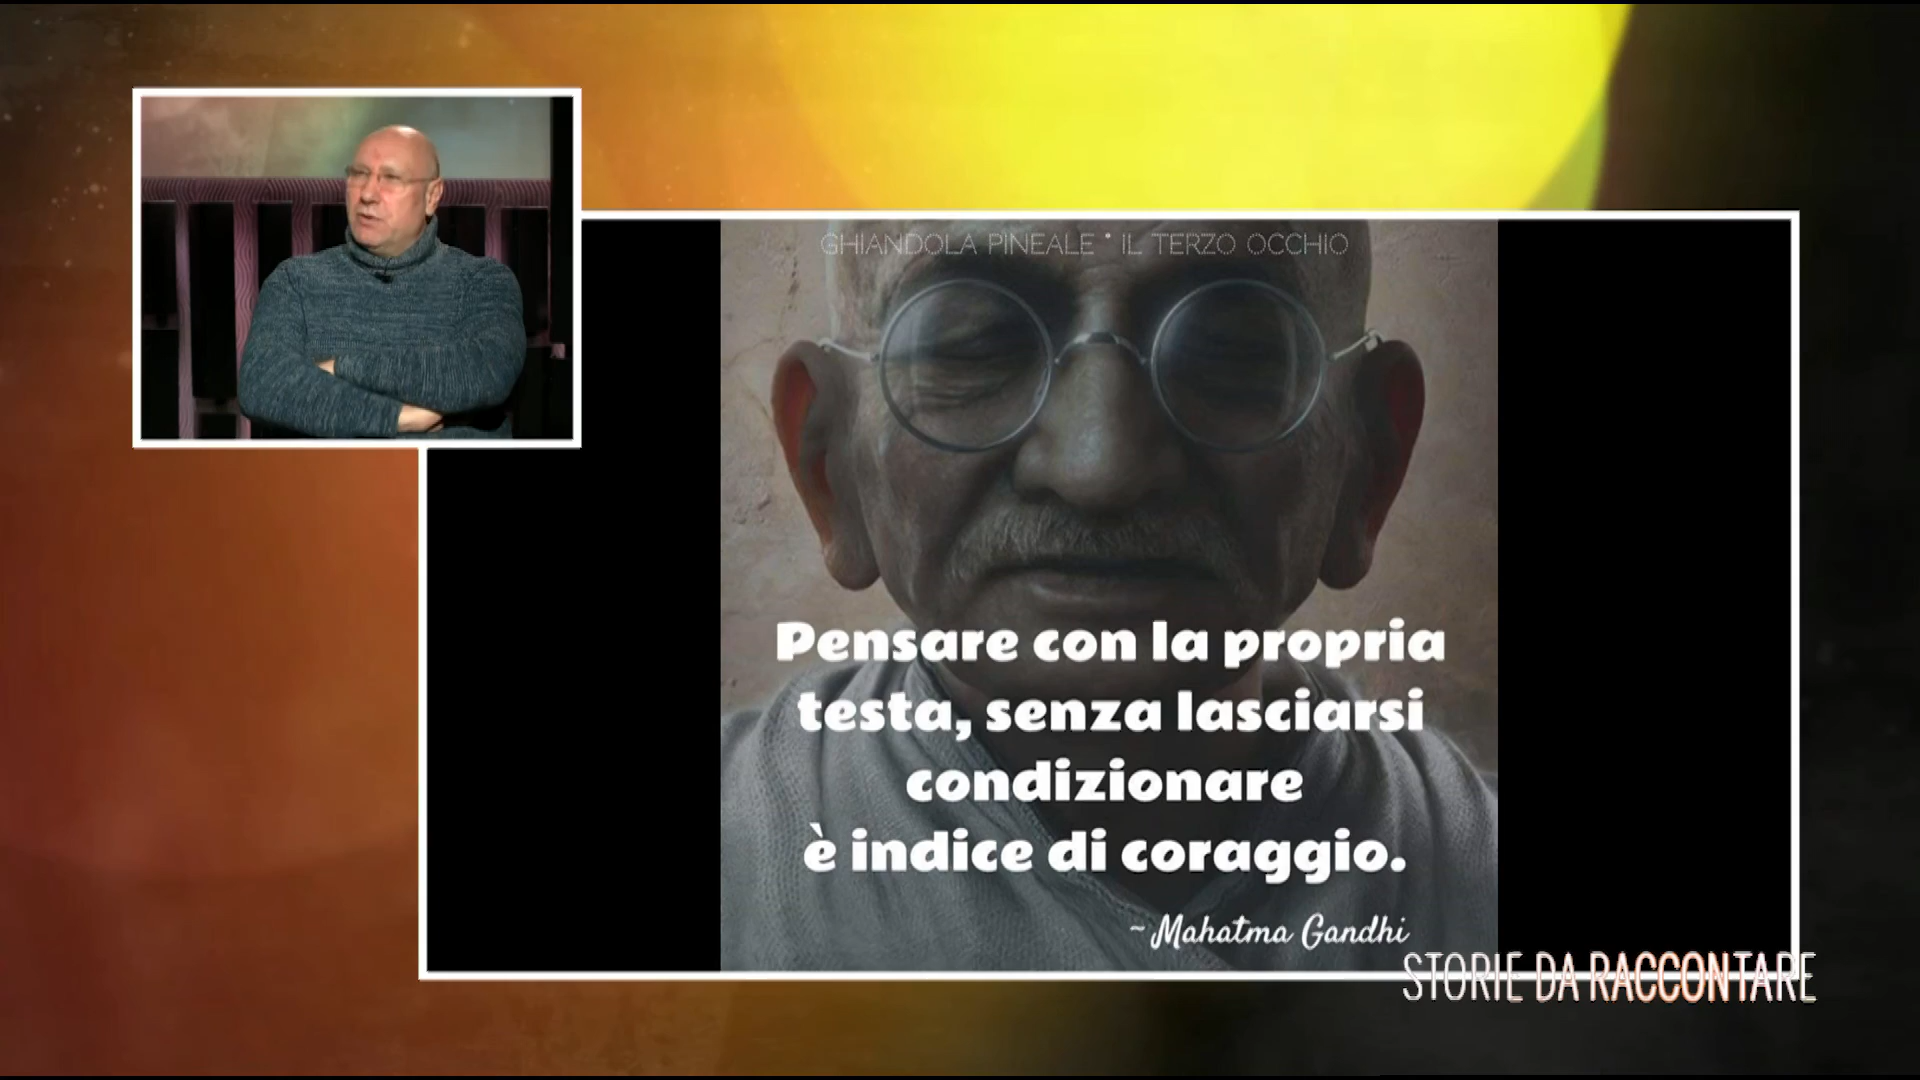 GHIANDOLA PINEALE ° IL TERZO OCCHIO
Pensare con la propria
testa, senza lasciarsi
condizionare
è indice di coraggio.
~ Mahatma Gandhi
STORIE DA RACCONTARE